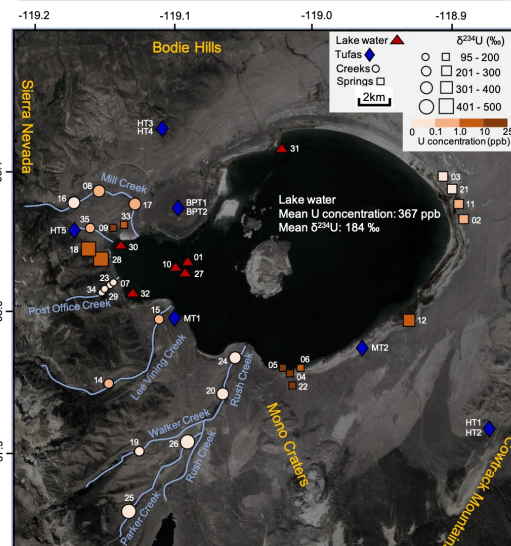 -119.2
-119.1
-119.0
-118.9
Bodie Hills
Sierra Nevada
Lake water
Tufas
Creeks
Springs
2km
δ²³⁴U (‰)
95 - 200
201 - 300
301 - 400
401 - 500
0 0.1 1.0 10 25
U concentration (ppb)
HT3
HT4
31
Mill Creek
08
16
17
BPT1
BPT2
03
21
11
02
Lake water
Mean U concentration: 367 ppb
Mean δ²³⁴U: 184 ‰
35
33
09
HT5
30
18
28
01
10
27
23
07
34
29
32
Post Office Creek
15
MT1
12
Lee Vining Creek
MT2
24
05
06
04
22
14
20
Rush Creek
Mono Craters
Walker Creek
19
26
Rush Creek
HT1
HT2
25
Parker Creek
Cowtrack Mountain